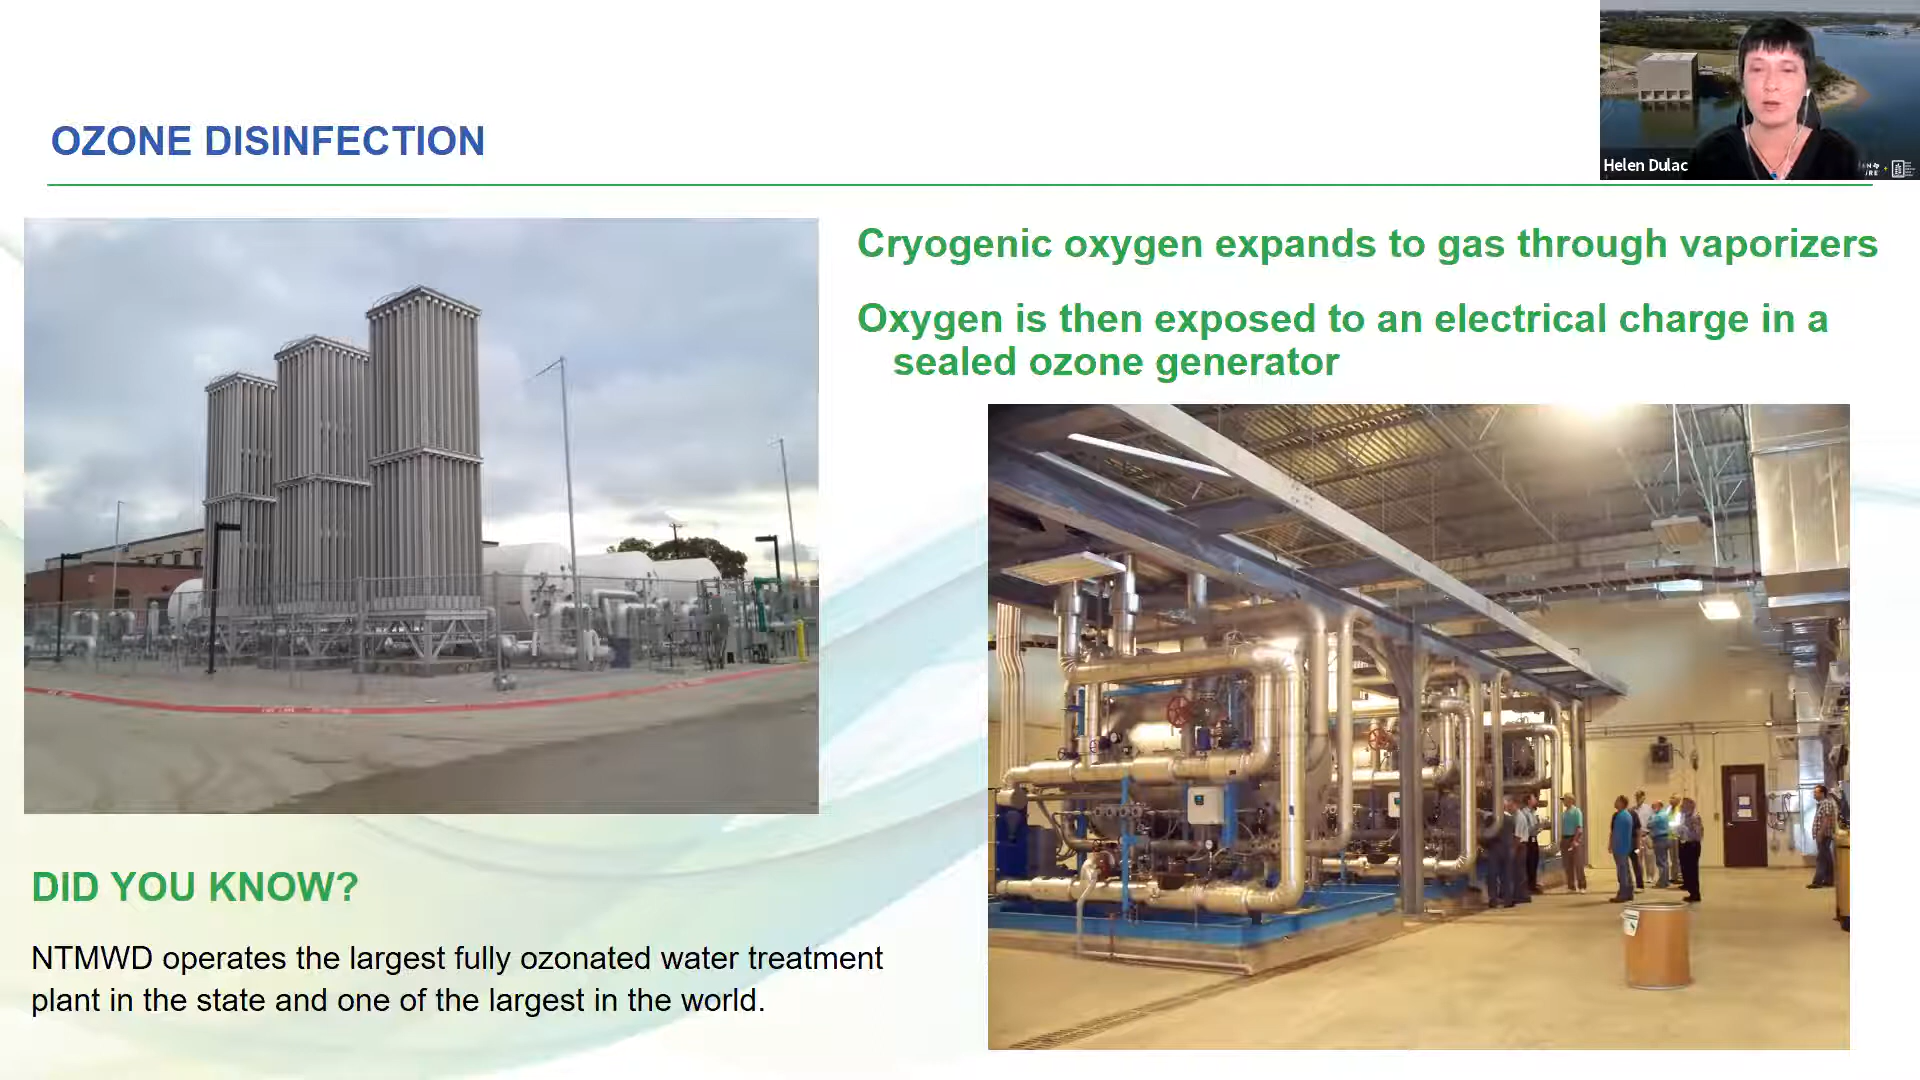 Helen Dulac
OZONE DISINFECTION
Cryogenic oxygen expands to gas through vaporizers
Oxygen is then exposed to an electrical charge in a
sealed ozone generator
DID YOU KNOW?
NTMWD operates the largest fully ozonated water treatment
plant in the state and one of the largest in the world.